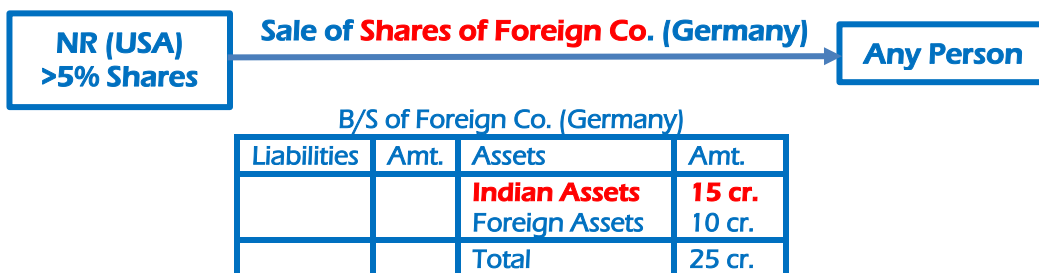 NR (USA)
>5% Shares
Sale of Shares of Foreign Co. (Germany)
Any Person
B/S of Foreign Co. (Germany)
Liabilities Amt. Assets Amt.
Indian Assets 15 cr.
Foreign Assets 10 cr.
Total 25 cr.